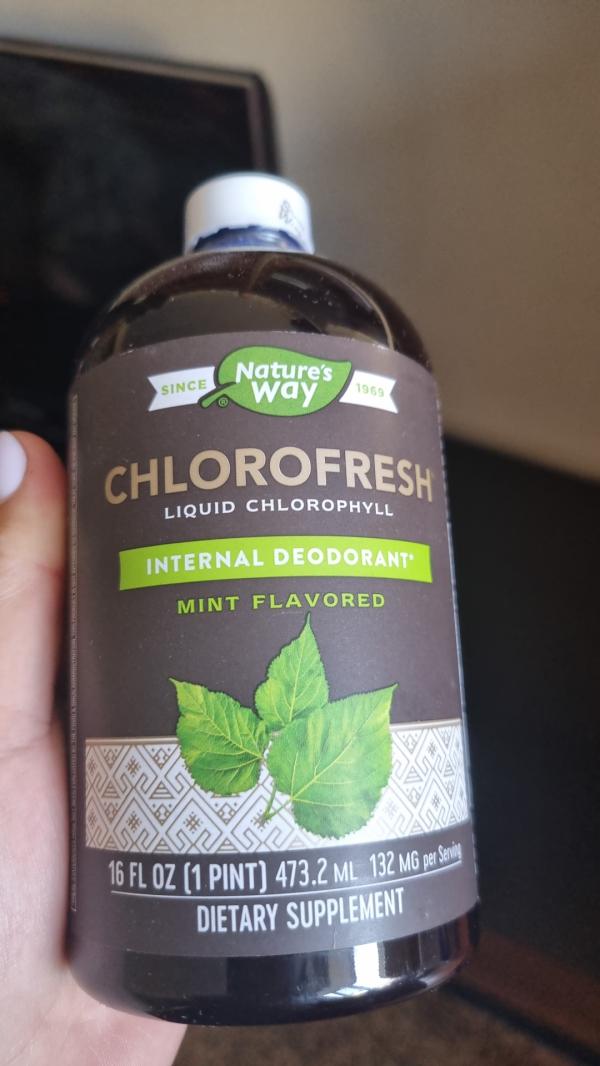 SINCE Nature's Way® 1969
CHLOROFRESH
LIQUID CHLOROPHYLL
INTERNAL DEODORANT*
MINT FLAVORED
16 FL OZ (1 PINT) 473.2 ML 132 MG per Serving
DIETARY SUPPLEMENT